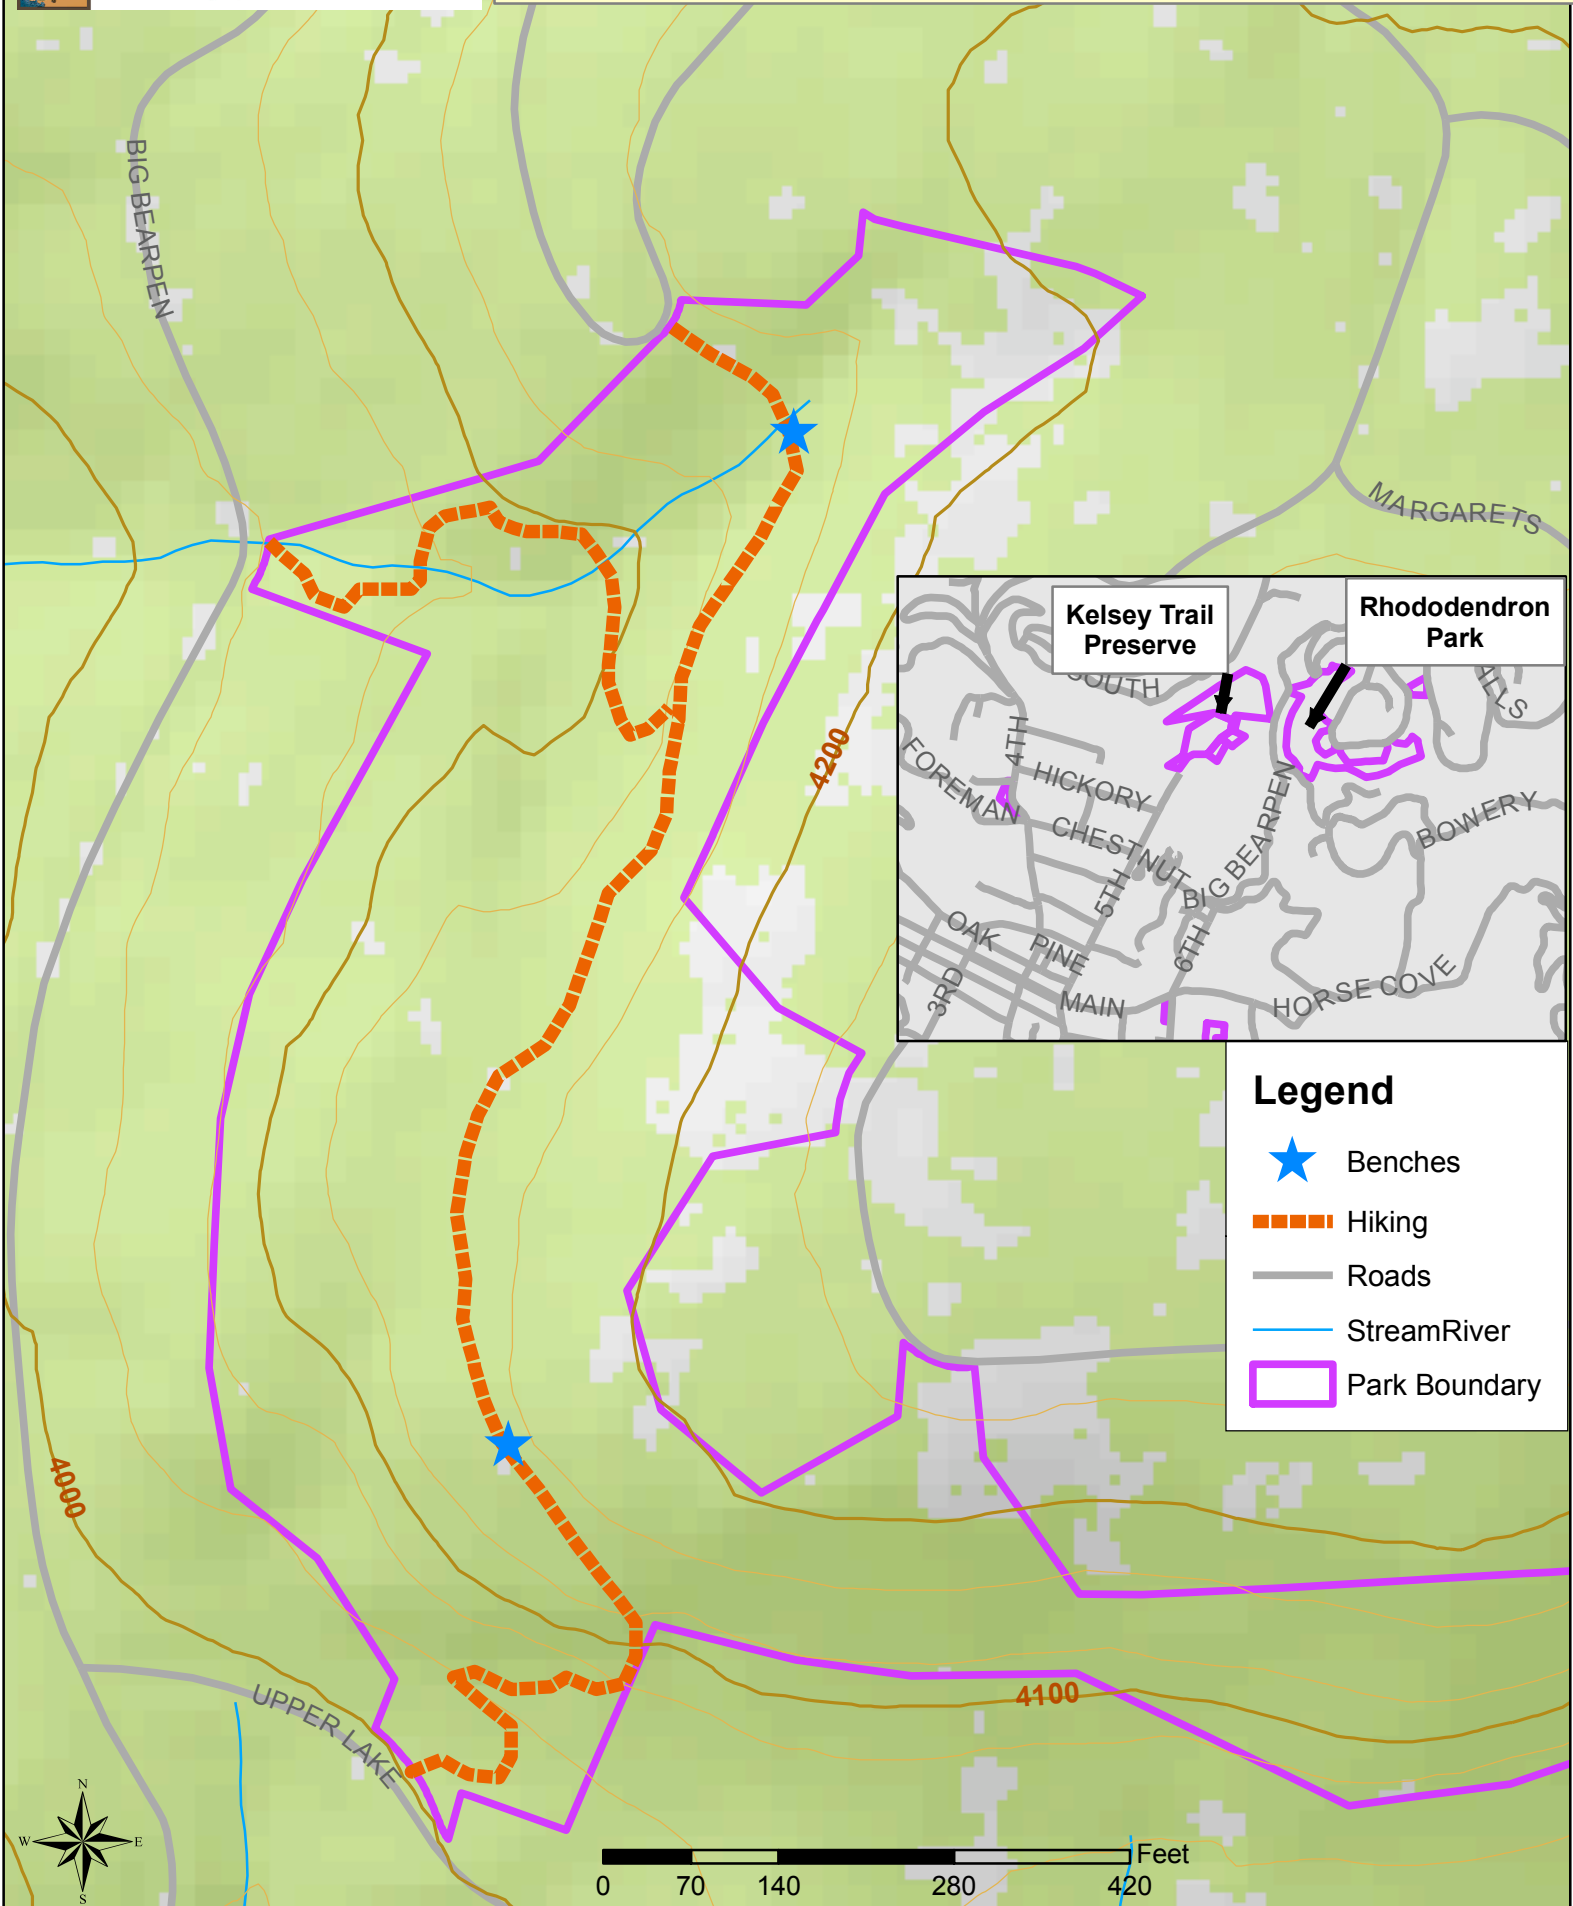 BIG BEARPEN
MARGARETS
4200
Kelsey Trail
Preserve
Rhododendron
Park
SOUTH
ILLS
4TH
FOREMAN
HICKORY
CHESTNUT
5TH
BIG BEARPEN
BOWERY
OAK
PINE
6TH
3RD
MAIN
HORSE COVE
Legend
Benches
Hiking
Roads
StreamRiver
Park Boundary
4000
4100
UPPER LAKE
N
W
E
S
Feet
0 70 140 280 420